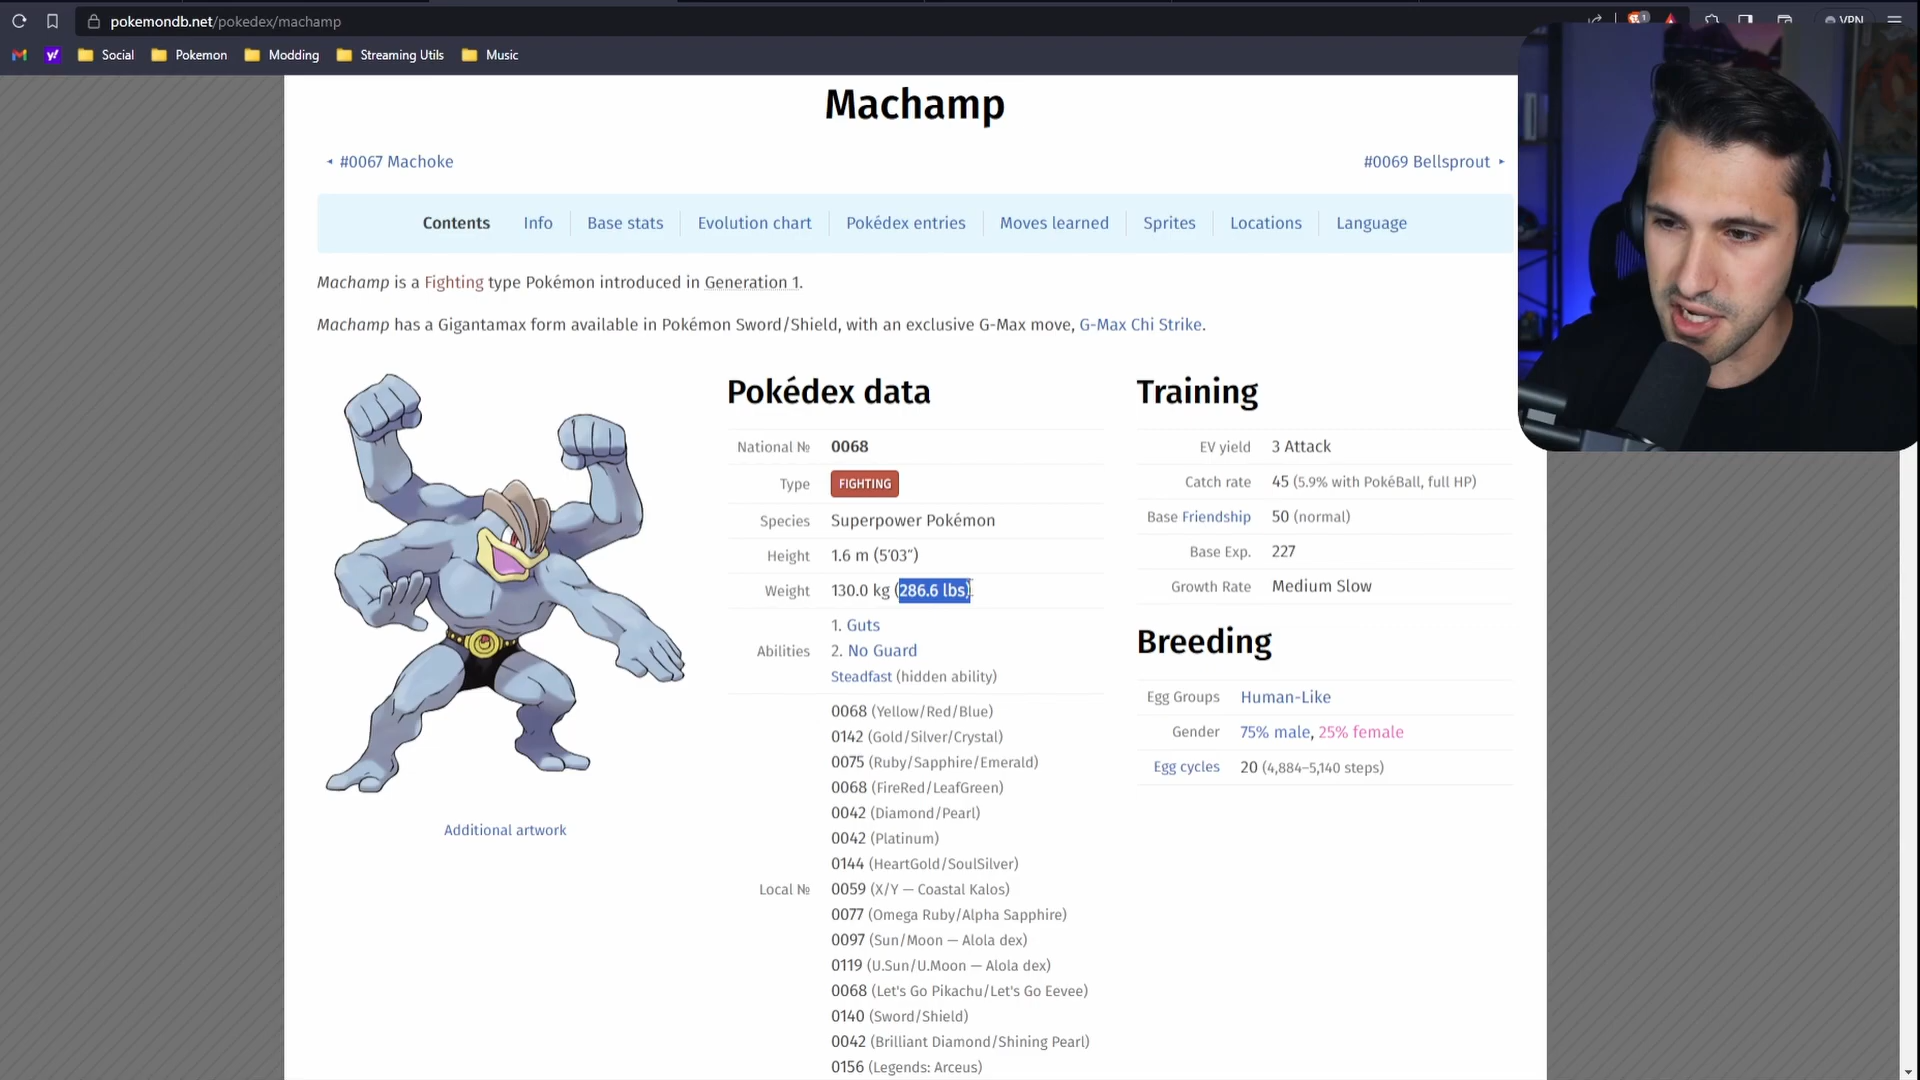 pokemondb.net/pokedex/machamp
1
VPN
Social
Pokemon
Modding
Streaming Utils
Music
Machamp
#0067 Machoke
#0069 Bellsprout
Contents
Info
Base stats
Evolution chart
Pokédex entries
Moves learned
Sprites
Locations
Language
Machamp is a Fighting type Pokémon introduced in Generation 1.
Machamp has a Gigantamax form available in Pokémon Sword/Shield, with an exclusive G-Max move, G-Max Chi Strike.
Additional artwork
Pokédex data
National № 0068
Type FIGHTING
Species Superpower Pokémon
Height 1.6 m (5′03″)
Weight 130.0 kg (286.6 lbs)
Abilities
1. Guts
2. No Guard
Steadfast (hidden ability)
Local №
0068 (Yellow/Red/Blue)
0142 (Gold/Silver/Crystal)
0075 (Ruby/Sapphire/Emerald)
0068 (FireRed/LeafGreen)
0042 (Diamond/Pearl)
0042 (Platinum)
0144 (HeartGold/SoulSilver)
0059 (X/Y — Coastal Kalos)
0077 (Omega Ruby/Alpha Sapphire)
0097 (Sun/Moon — Alola dex)
0119 (U.Sun/U.Moon — Alola dex)
0068 (Let's Go Pikachu/Let's Go Eevee)
0140 (Sword/Shield)
0042 (Brilliant Diamond/Shining Pearl)
0156 (Legends: Arceus)
Training
EV yield 3 Attack
Catch rate 45 (5.9% with PokéBall, full HP)
Base Friendship 50 (normal)
Base Exp. 227
Growth Rate Medium Slow
Breeding
Egg Groups Human-Like
Gender 75% male, 25% female
Egg cycles 20 (4,884–5,140 steps)